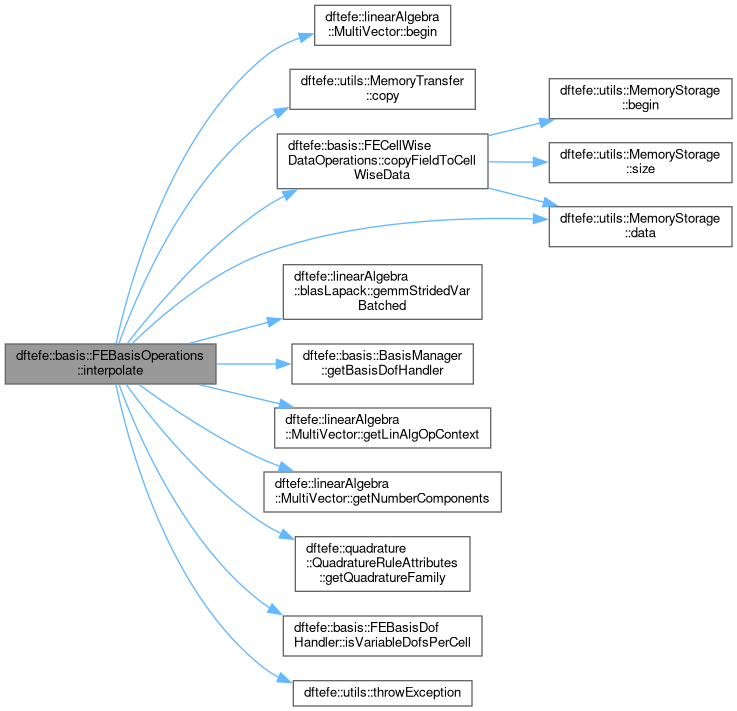 dftefe::linearAlgebra
::MultiVector::begin
dftefe::utils::MemoryTransfer
::copy
dftefe::utils::MemoryStorage
::begin
dftefe::basis::FECellWise
DataOperations::copyFieldToCell
WiseData
dftefe::utils::MemoryStorage
::size
dftefe::utils::MemoryStorage
::data
dftefe::linearAlgebra
::blasLapack::gemmStridedVar
Batched
dftefe::basis::FEBasisOperations
::interpolate
dftefe::basis::BasisManager
::getBasisDofHandler
dftefe::linearAlgebra
::MultiVector::getLinAlgOpContext
dftefe::linearAlgebra
::MultiVector::getNumberComponents
dftefe::quadrature
::QuadratureRuleAttributes
::getQuadratureFamily
dftefe::basis::FEBasisDof
Handler::isVariableDofsPerCell
dftefe::utils::throwException